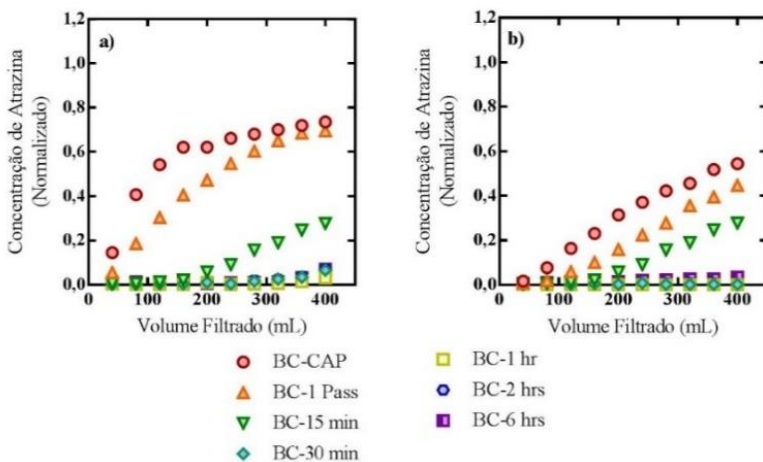 a)
Concentração de Atrazina
(Normalizado)
1,2
1,0
0,8
0,6
0,4
0,2
0,0
0 100 200 300 400
Volume Filtrado (mL)
b)
Concentração de Atrazina
(Normalizado)
1,2
1,0
0,8
0,6
0,4
0,2
0,0
0 100 200 300 400
Volume Filtrado (mL)
BC-CAP
BC-1 Pass
BC-15 min
BC-30 min
BC-1 hr
BC-2 hrs
BC-6 hrs